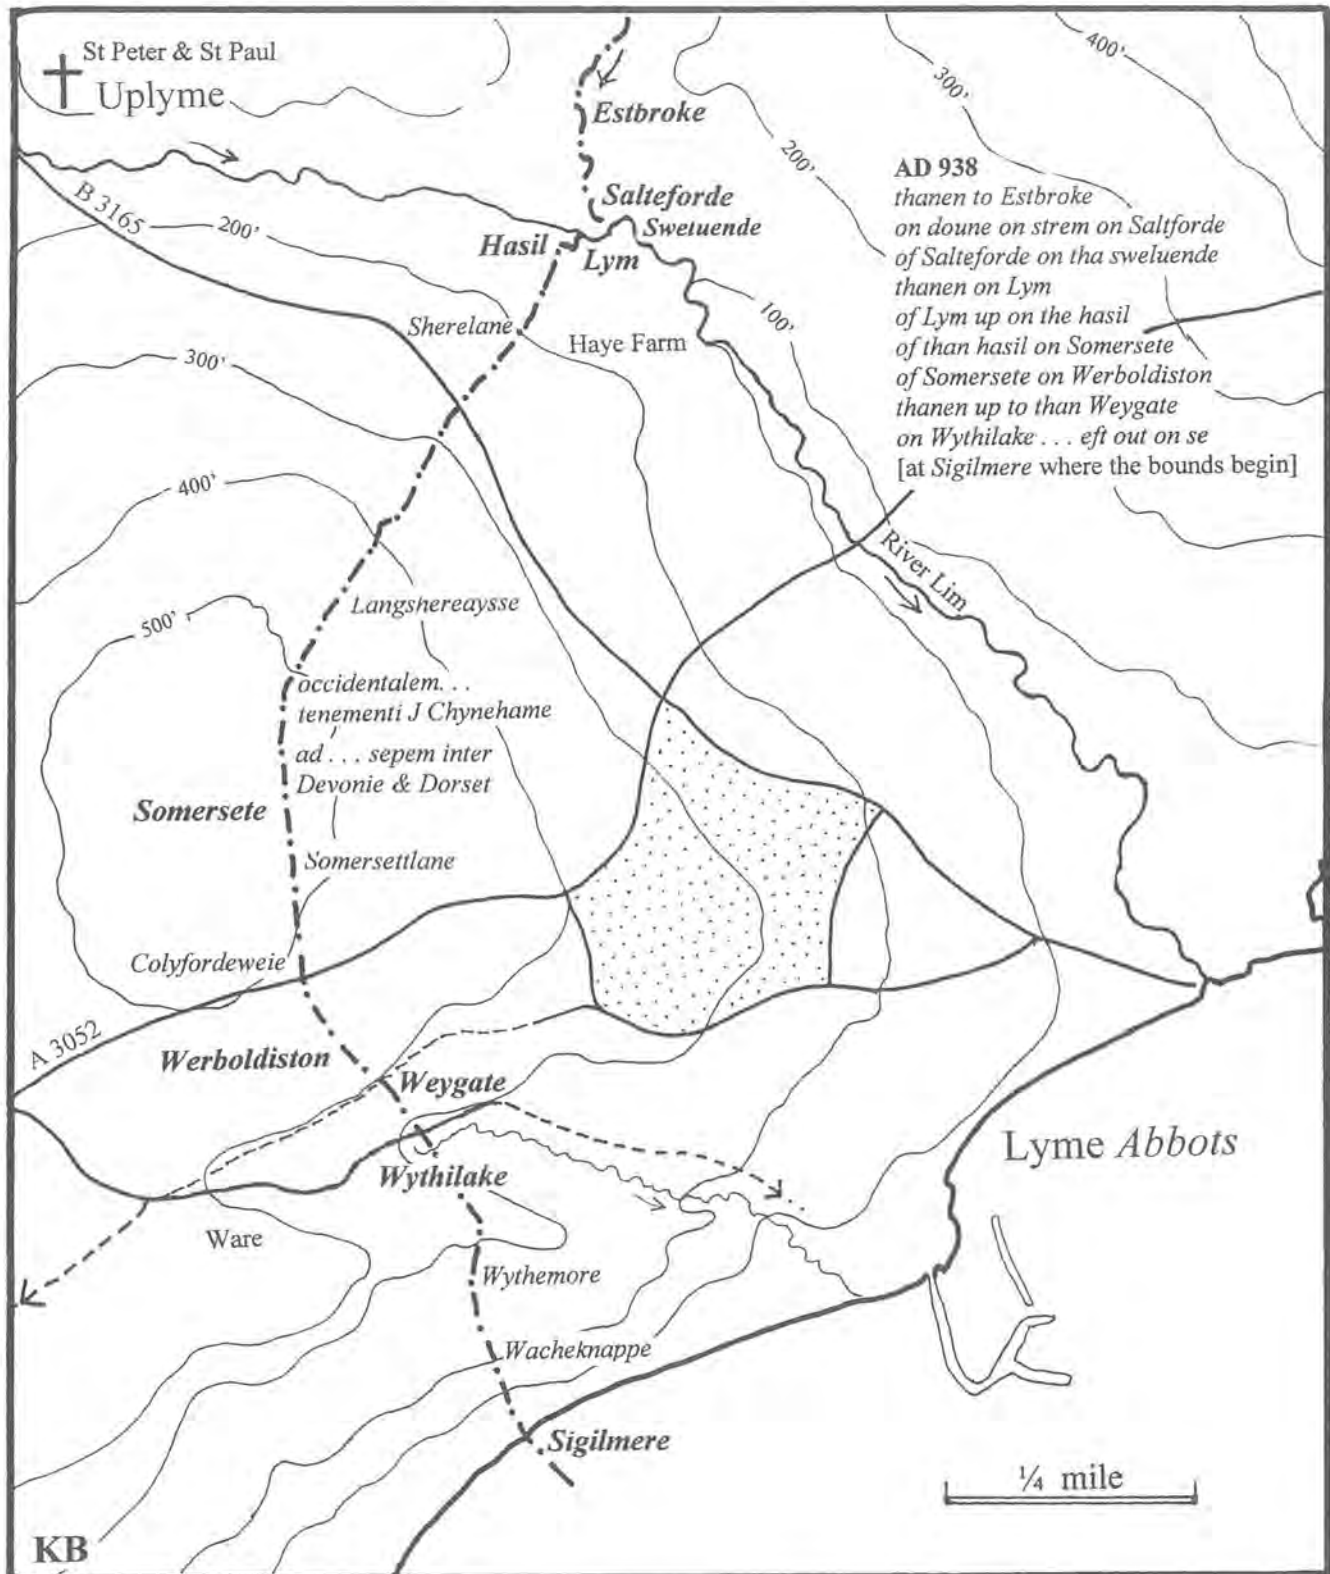 St Peter & St Paul
Uplyme
400'
300'
200'
Estbroke
B 3165
200'
Salteforde
Swetuende
Hasil
Lym
AD 938
thanen to Estbroke
on doune on strem on Saltforde
of Salteforde on tha sweluende
thanen on Lym
of Lym up on the hasil
of than hasil on Somersete
of Somersete on Werboldiston
thanen up to than Weygate
on Wythilake . . . eft out on se
[at Sigilmere where the bounds begin]
100'
Sherelane
Haye Farm
300'
400'
River Lim
Langshereaysse
500'
occidentalem. . .
tenementi J Chynehame
ad . . . sepem inter
Devonie & Dorset
Somersete
Somersettlane
Colyfordeweie
A 3052
Werboldiston
Weygate
Lyme Abbots
Wythilake
Ware
Wythemore
Wacheknappe
Sigilmere
¼ mile
KB